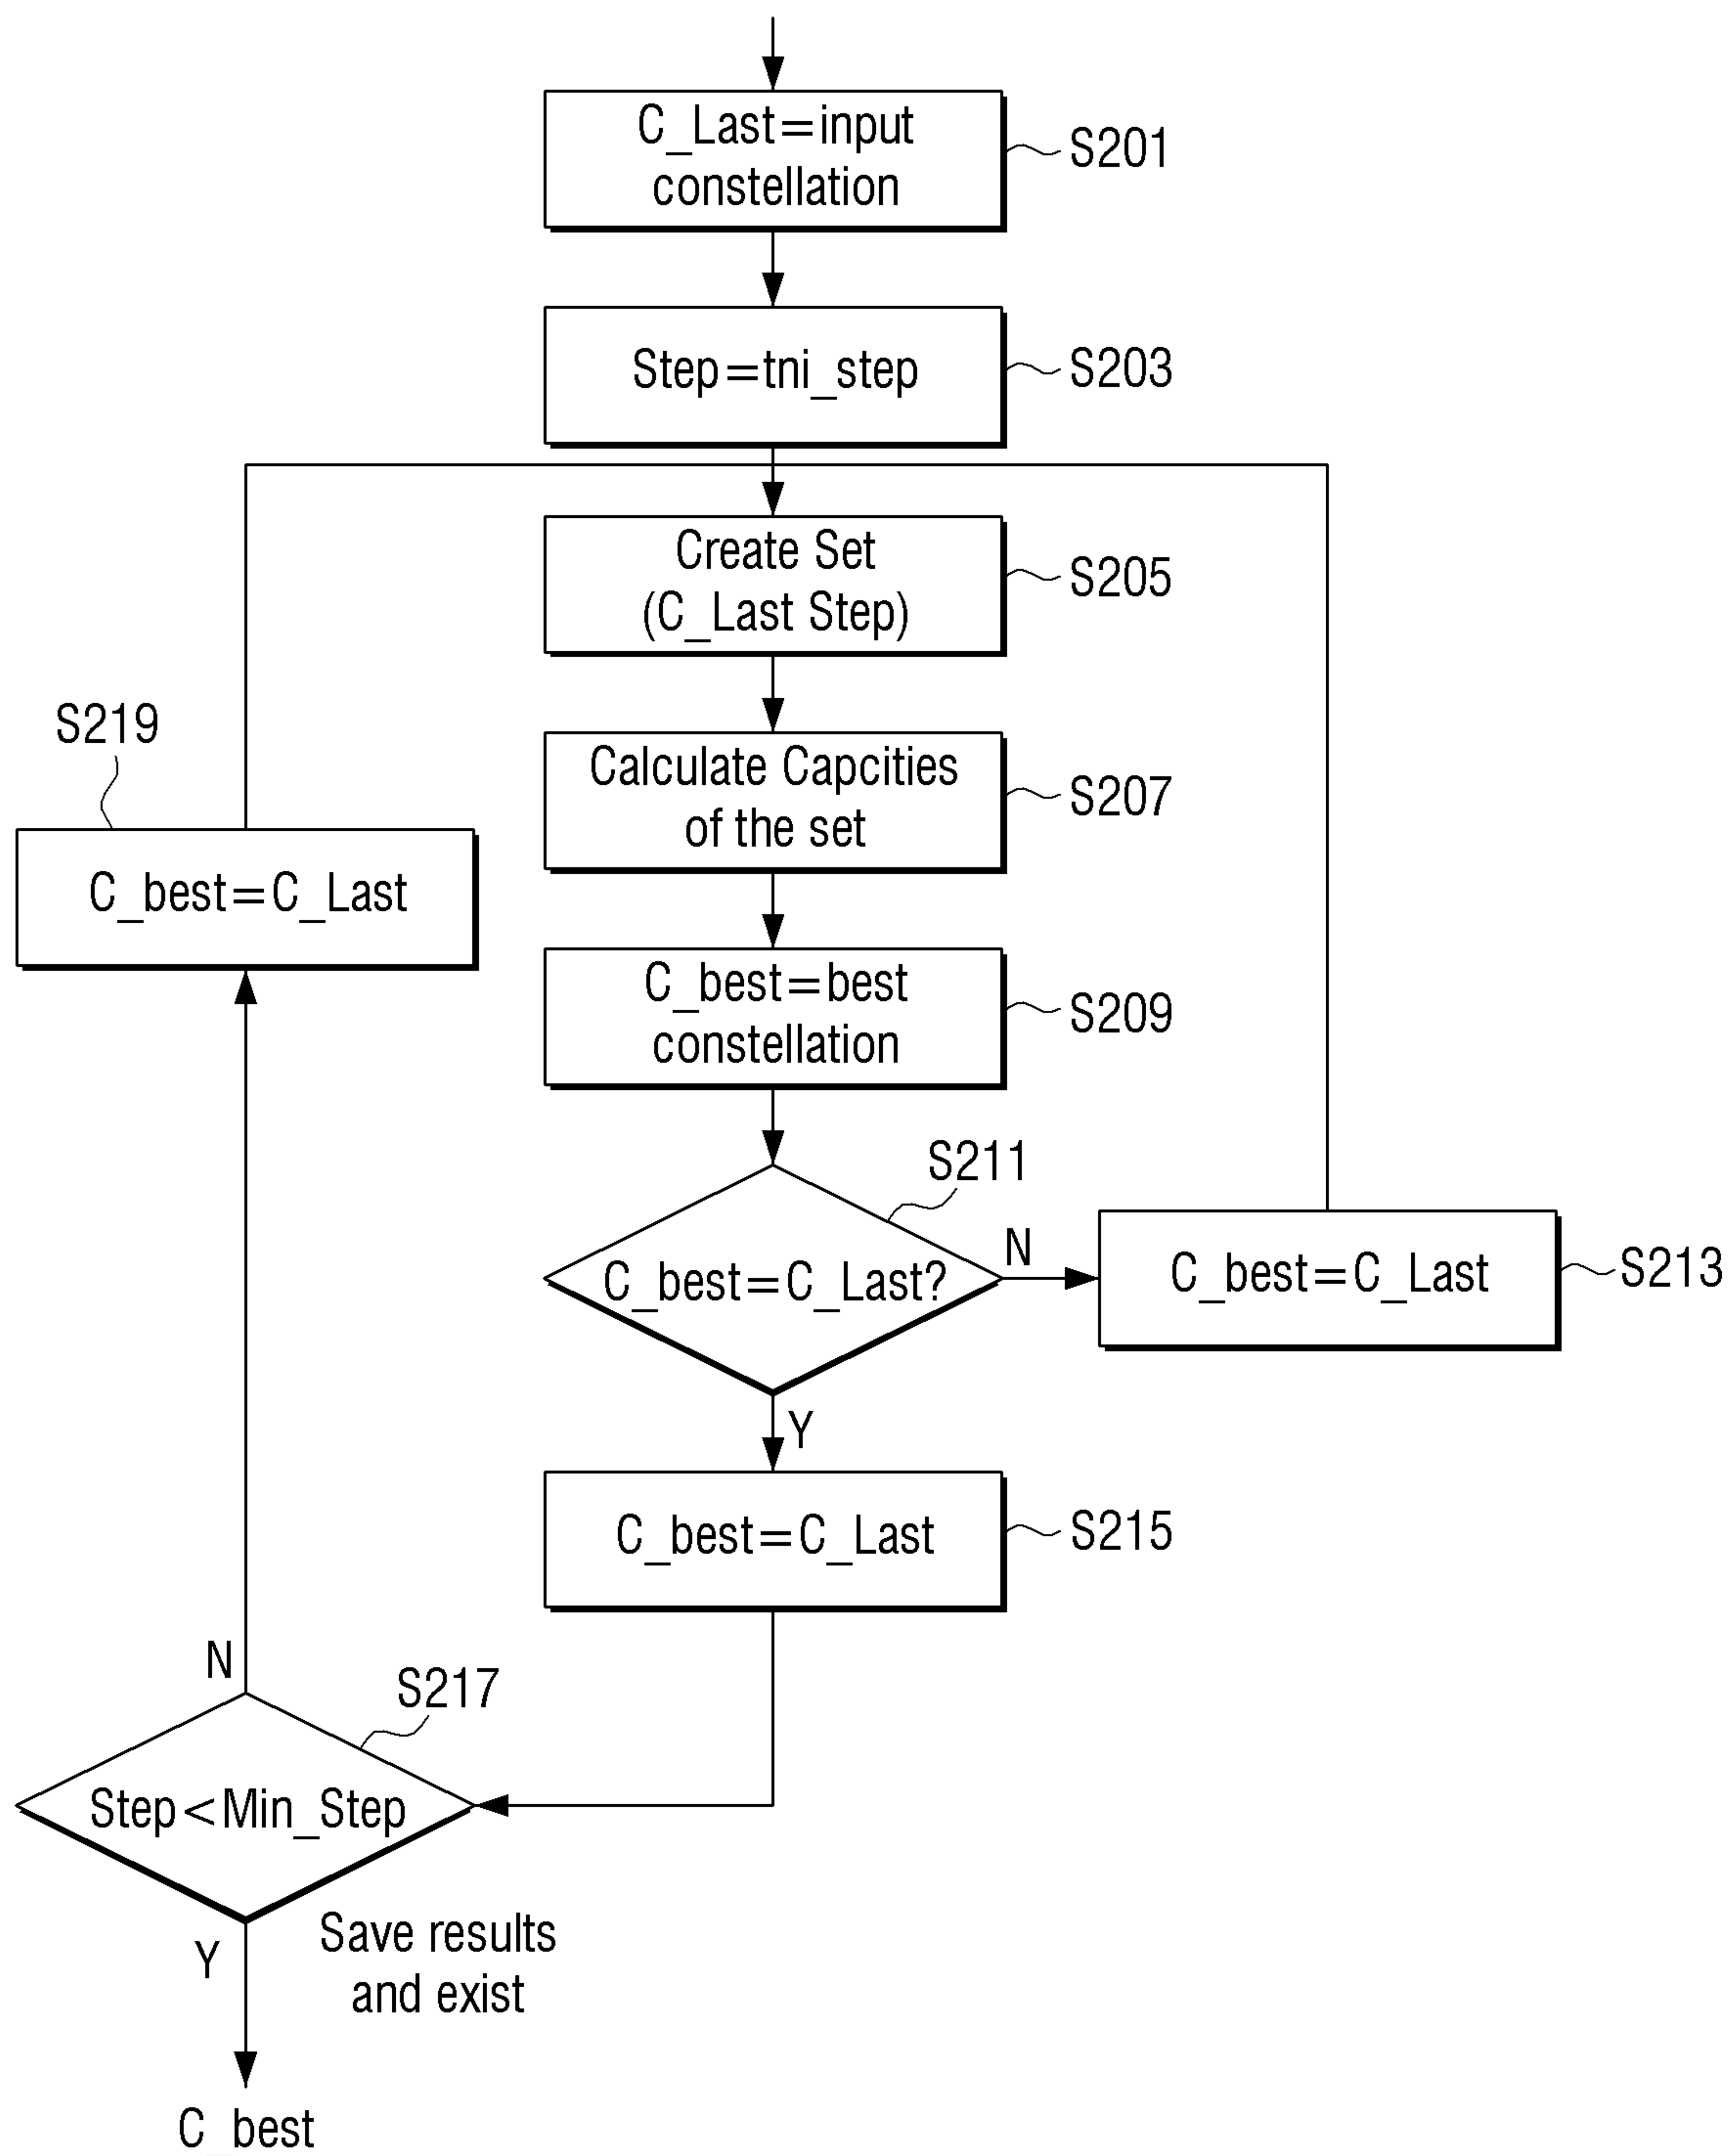 C_Last=input
constellation
S201
Step=tni_step
S203
Create Set
(C_Last Step)
S205
S219
Calculate Capcities
of the set
S207
C_best=C_Last
C_best=best
constellation
S209
S211
C_best=C_Last?
N
C_best=C_Last
S213
Y
C_best=C_Last
S215
N
S217
Step<Min_Step
Y
Save results
and exist
C_best